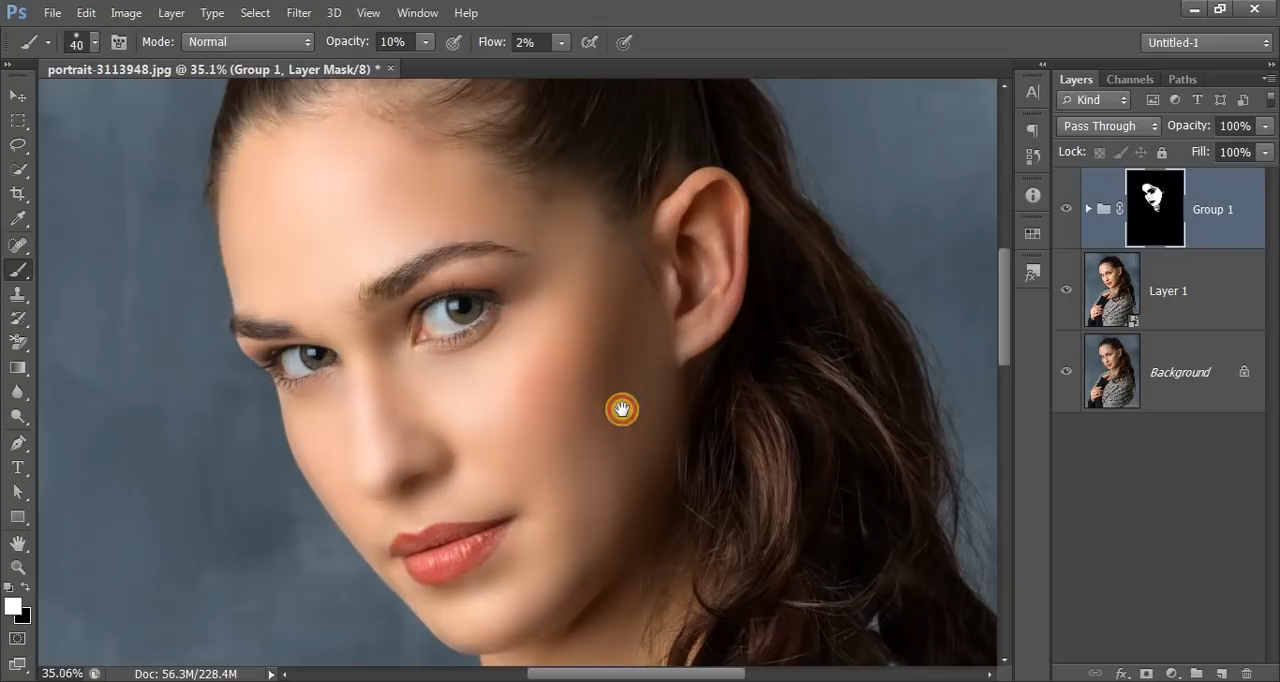 Ps File Edit Image Layer Type Select Filter 3D View Window Help
40 Mode: Normal Opacity: 10% Flow: 2% Untitled-1
portrait-3113948.jpg @ 35.1% (Group 1, Layer Mask/8) * ×
Layers Channels Paths
Kind
Pass Through Opacity: 100%
Lock: Fill: 100%
Group 1
Layer 1
Background
35.06% Doc: 56.3M/228.4M